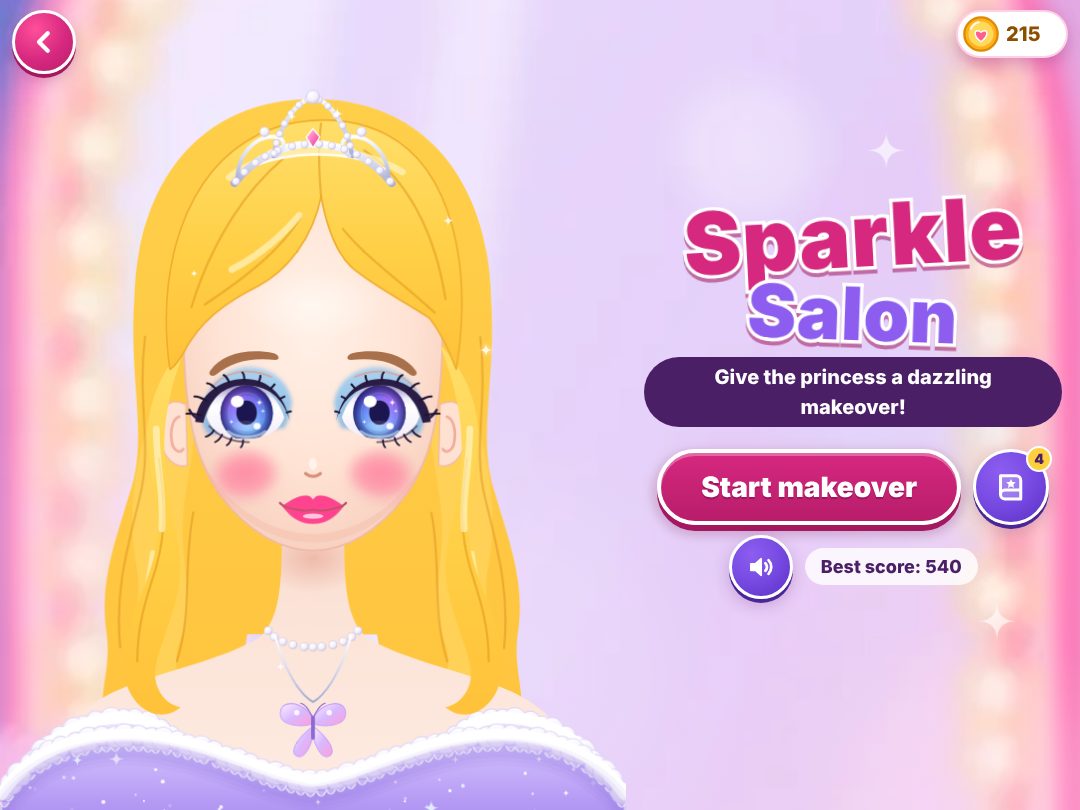 215
Sparkle
Salon
Give the princess a dazzling
makeover!
Start makeover
4
Best score: 540